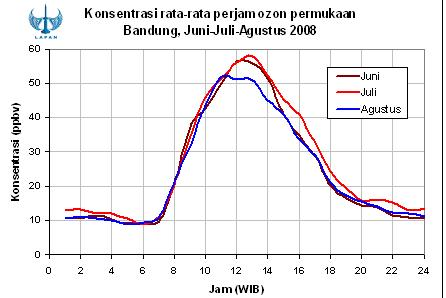 LAPAN
Konsentrasi rata-rata perjam ozon permukaan
Bandung, Juni-Juli-Agustus 2008
Konsentrasi (ppbv)
60
50
40
30
20
10
0
Juni
Juli
Agustus
0 2 4 6 8 10 12 14 16 18 20 22 24
Jam (WIB)